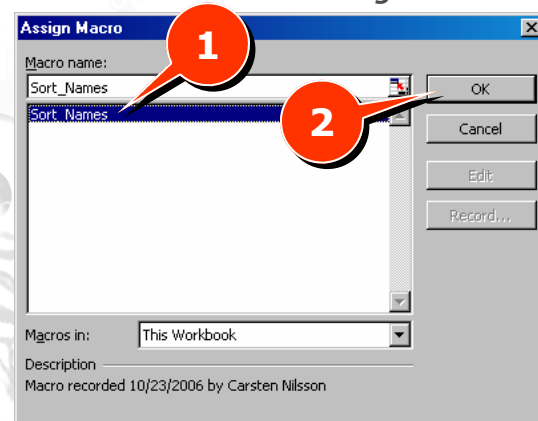 Assign Macro
Macro name:
Sort_Names
Sort_Names
1
2
OK
Cancel
Edit
Record...
Macros in:
This Workbook
Description
Macro recorded 10/23/2006 by Carsten Nilsson